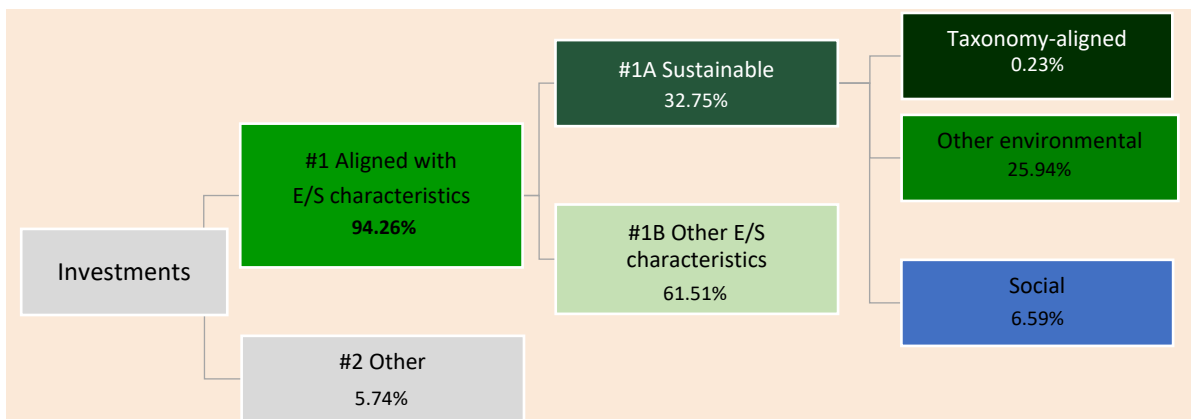 Investments
#1 Aligned with
E/S characteristics
94.26%
#2 Other
5.74%
#1A Sustainable
32.75%
#1B Other E/S
characteristics
61.51%
Taxonomy-aligned
0.23%
Other environmental
25.94%
Social
6.59%